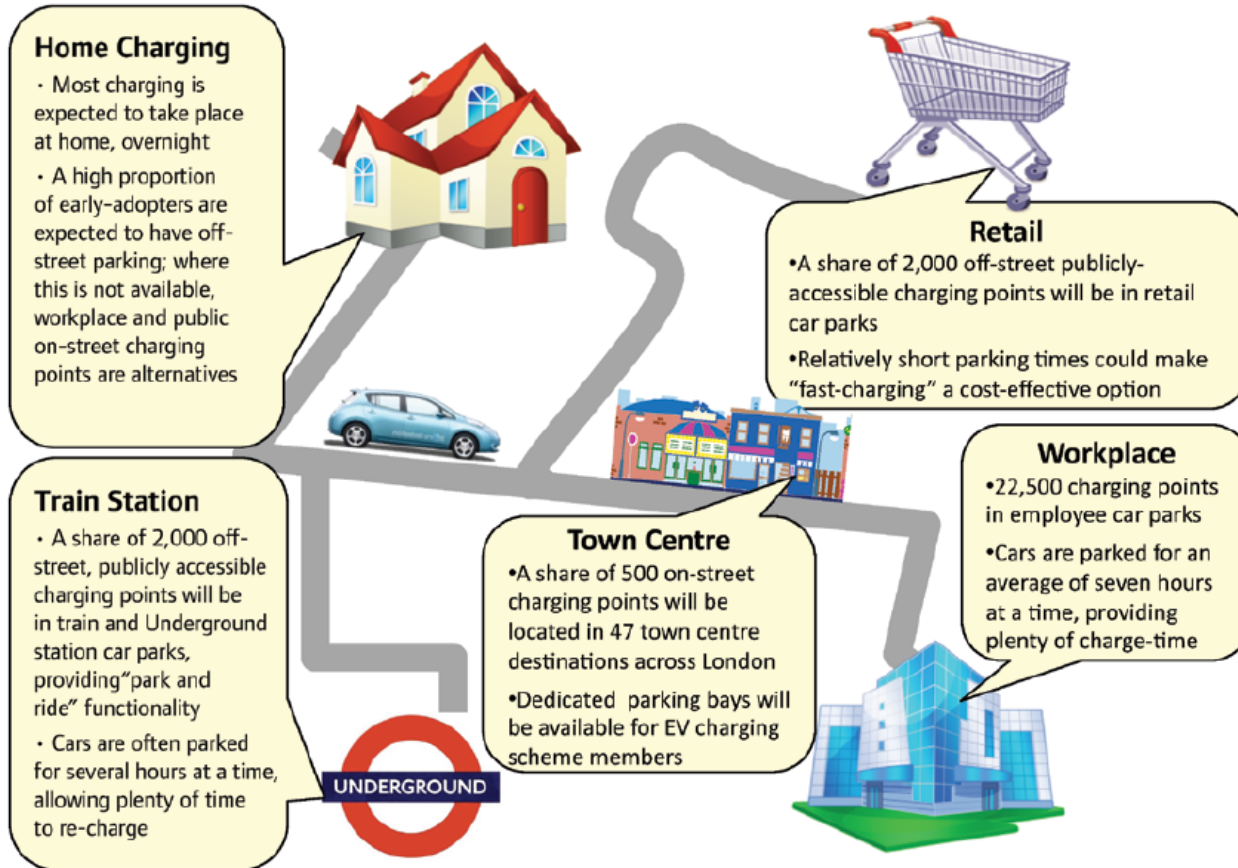 Home Charging
· Most charging is
expected to take place
at home, overnight
· A high proportion
of early-adopters are
expected to have off-
street parking; where
this is not available,
workplace and public
on-street charging
points are alternatives
Retail
•A share of 2,000 off-street publicly-
accessible charging points will be in retail
car parks
•Relatively short parking times could make
"fast-charging" a cost-effective option
Train Station
· A share of 2,000 off-
street, publicly accessible
charging points will be
in train and Underground
station car parks,
providing"park and
ride" functionality
· Cars are often parked
for several hours at a time,
allowing plenty of time
to re-charge
UNDERGROUND
Town Centre
•A share of 500 on-street
charging points will be
located in 47 town centre
destinations across London
•Dedicated parking bays will
be available for EV charging
scheme members
Workplace
•22,500 charging points
in employee car parks
•Cars are parked for an
average of seven hours
at a time, providing
plenty of charge-time